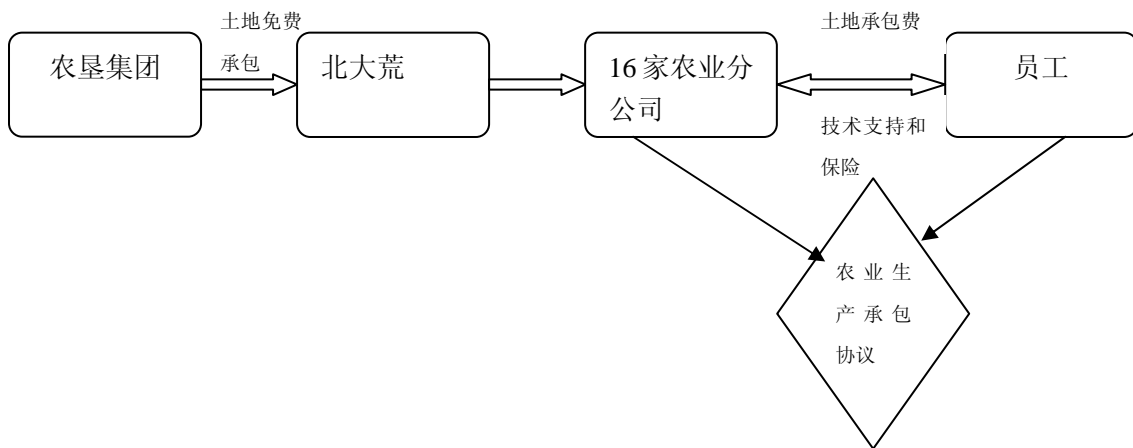 土地免费
承包
土地承包费
农垦集团
北大荒
16家农业分
公司
员工
技术支持和
保险
农业生
产承包
协议